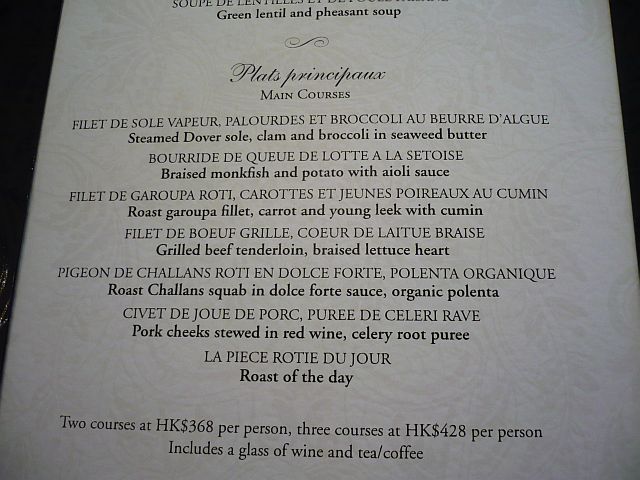 SOUPE DE LENTILLES ET DE POULE FAISANE
Green lentil and pheasant soup
Plats principaux
MAIN COURSES
FILET DE SOLE VAPEUR, PALOURDES ET BROCCOLI AU BEURRE D'ALGUE
Steamed Dover sole, clam and broccoli in seaweed butter
BOURRIDE DE QUEUE DE LOTTE A LA SETOISE
Braised monkfish and potato with aioli sauce
FILET DE GAROUPA ROTI, CAROTTES ET JEUNES POIREAUX AU CUMIN
Roast garoupa fillet, carrot and young leek with cumin
FILET DE BOEUF GRILLE, COEUR DE LAITUE BRAISE
Grilled beef tenderloin, braised lettuce heart
PIGEON DE CHALLANS ROTI EN DOLCE FORTE, POLENTA ORGANIQUE
Roast Challans squab in dolce forte sauce, organic polenta
CIVET DE JOUE DE PORC, PUREE DE CELERI RAVE
Pork cheeks stewed in red wine, celery root puree
LA PIECE ROTIE DU JOUR
Roast of the day
Two courses at HK$368 per person, three courses at HK$428 per person
Includes a glass of wine and tea/coffee